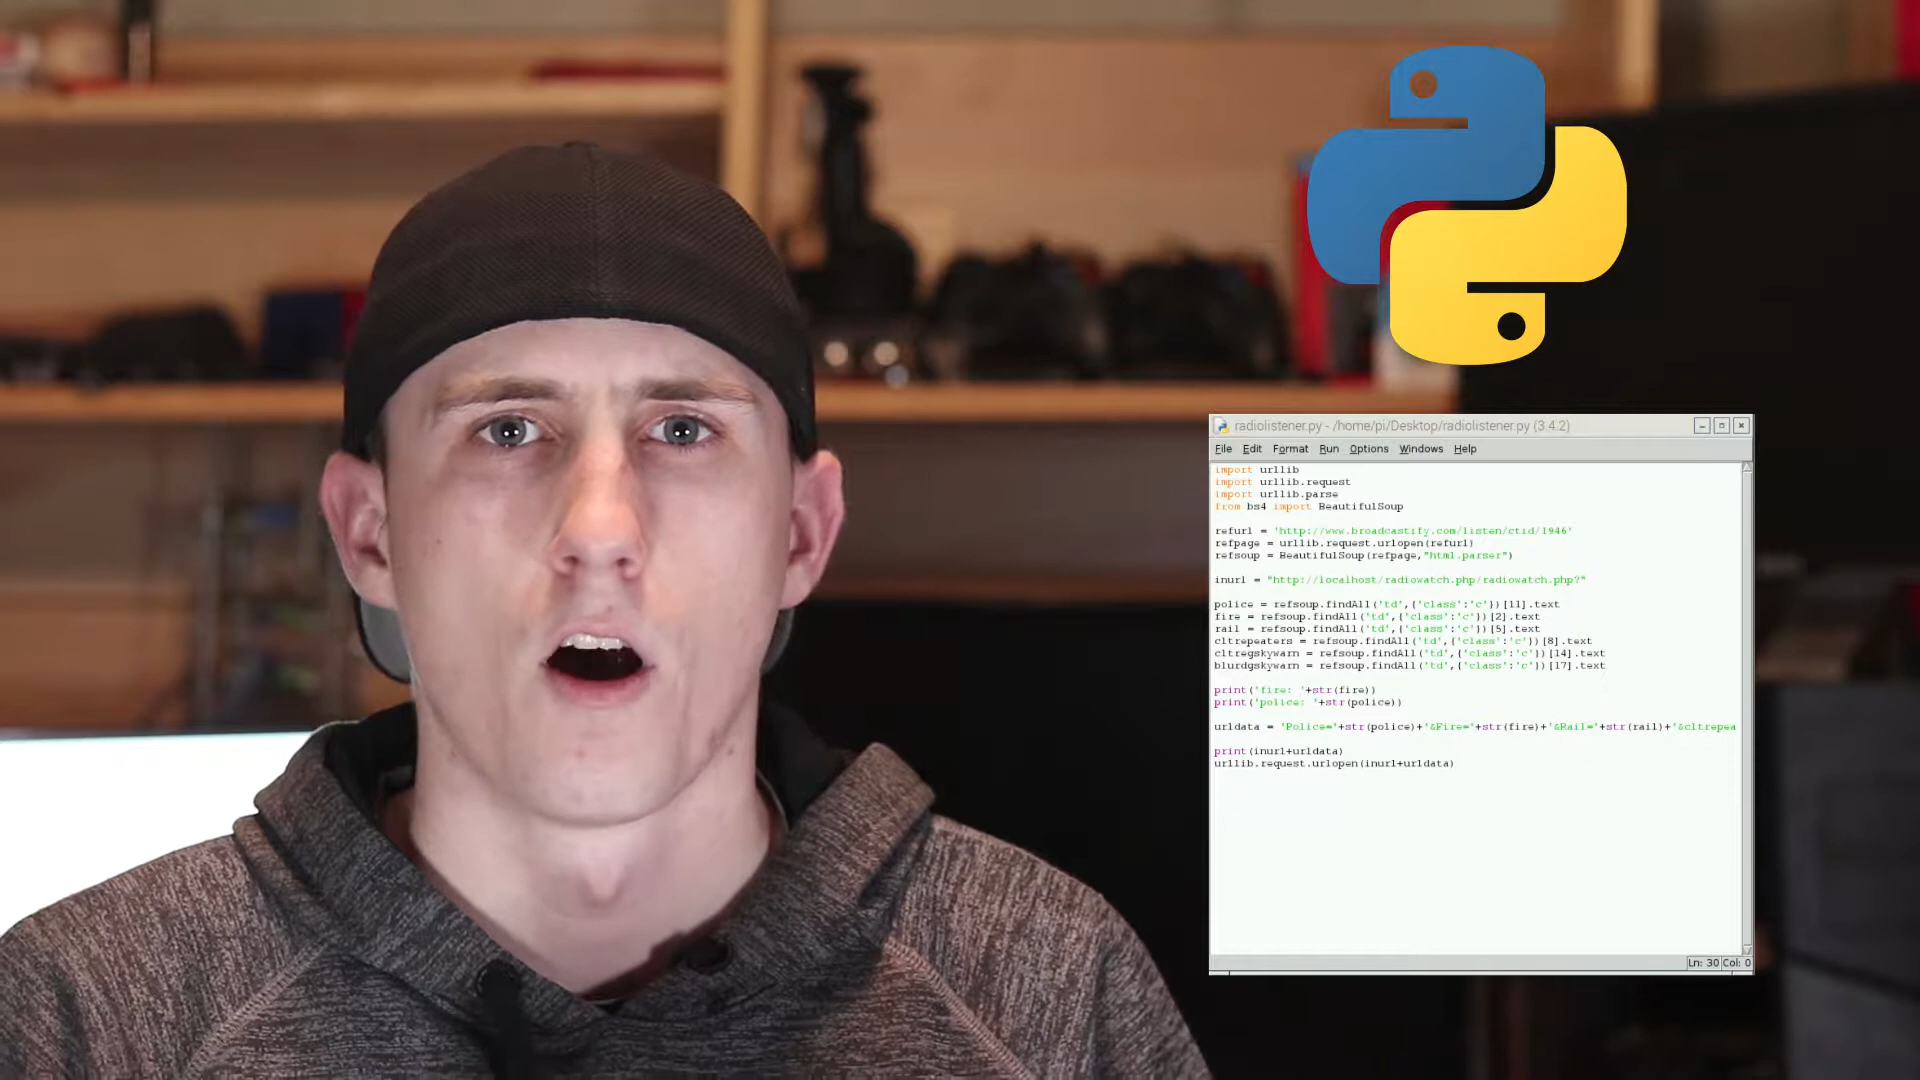 radiolistener.py - /home/pi/Desktop/radiolistener.py (3.4.2)
File Edit Format Run Options Windows Help
import urllib
import urllib.request
import urllib.parse
from bs4 import BeautifulSoup
refurl = 'http://www.broadcastify.com/listen/ctid/1946'
refpage = urllib.request.urlopen(refurl)
refsoup = BeautifulSoup(refpage,"html.parser")
inurl = "http://localhost/radiowatch.php/radiowatch.php?"
police = refsoup.findAll('td',{'class':'c'})[11].text
fire = refsoup.findAll('td',{'class':'c'})[2].text
rail = refsoup.findAll('td',{'class':'c'})[5].text
cltrepeaters = refsoup.findAll('td',{'class':'c'})[8].text
cltregskywarn = refsoup.findAll('td',{'class':'c'})[14].text
blurdgskywarn = refsoup.findAll('td',{'class':'c'})[17].text
print('fire: '+str(fire))
print('police: '+str(police))
urldata = 'Police='+str(police)+'&Fire='+str(fire)+'&Rail='+str(rail)+'&cltrepea
print(inurl+urldata)
urllib.request.urlopen(inurl+urldata)
Ln: 30 Col: 0